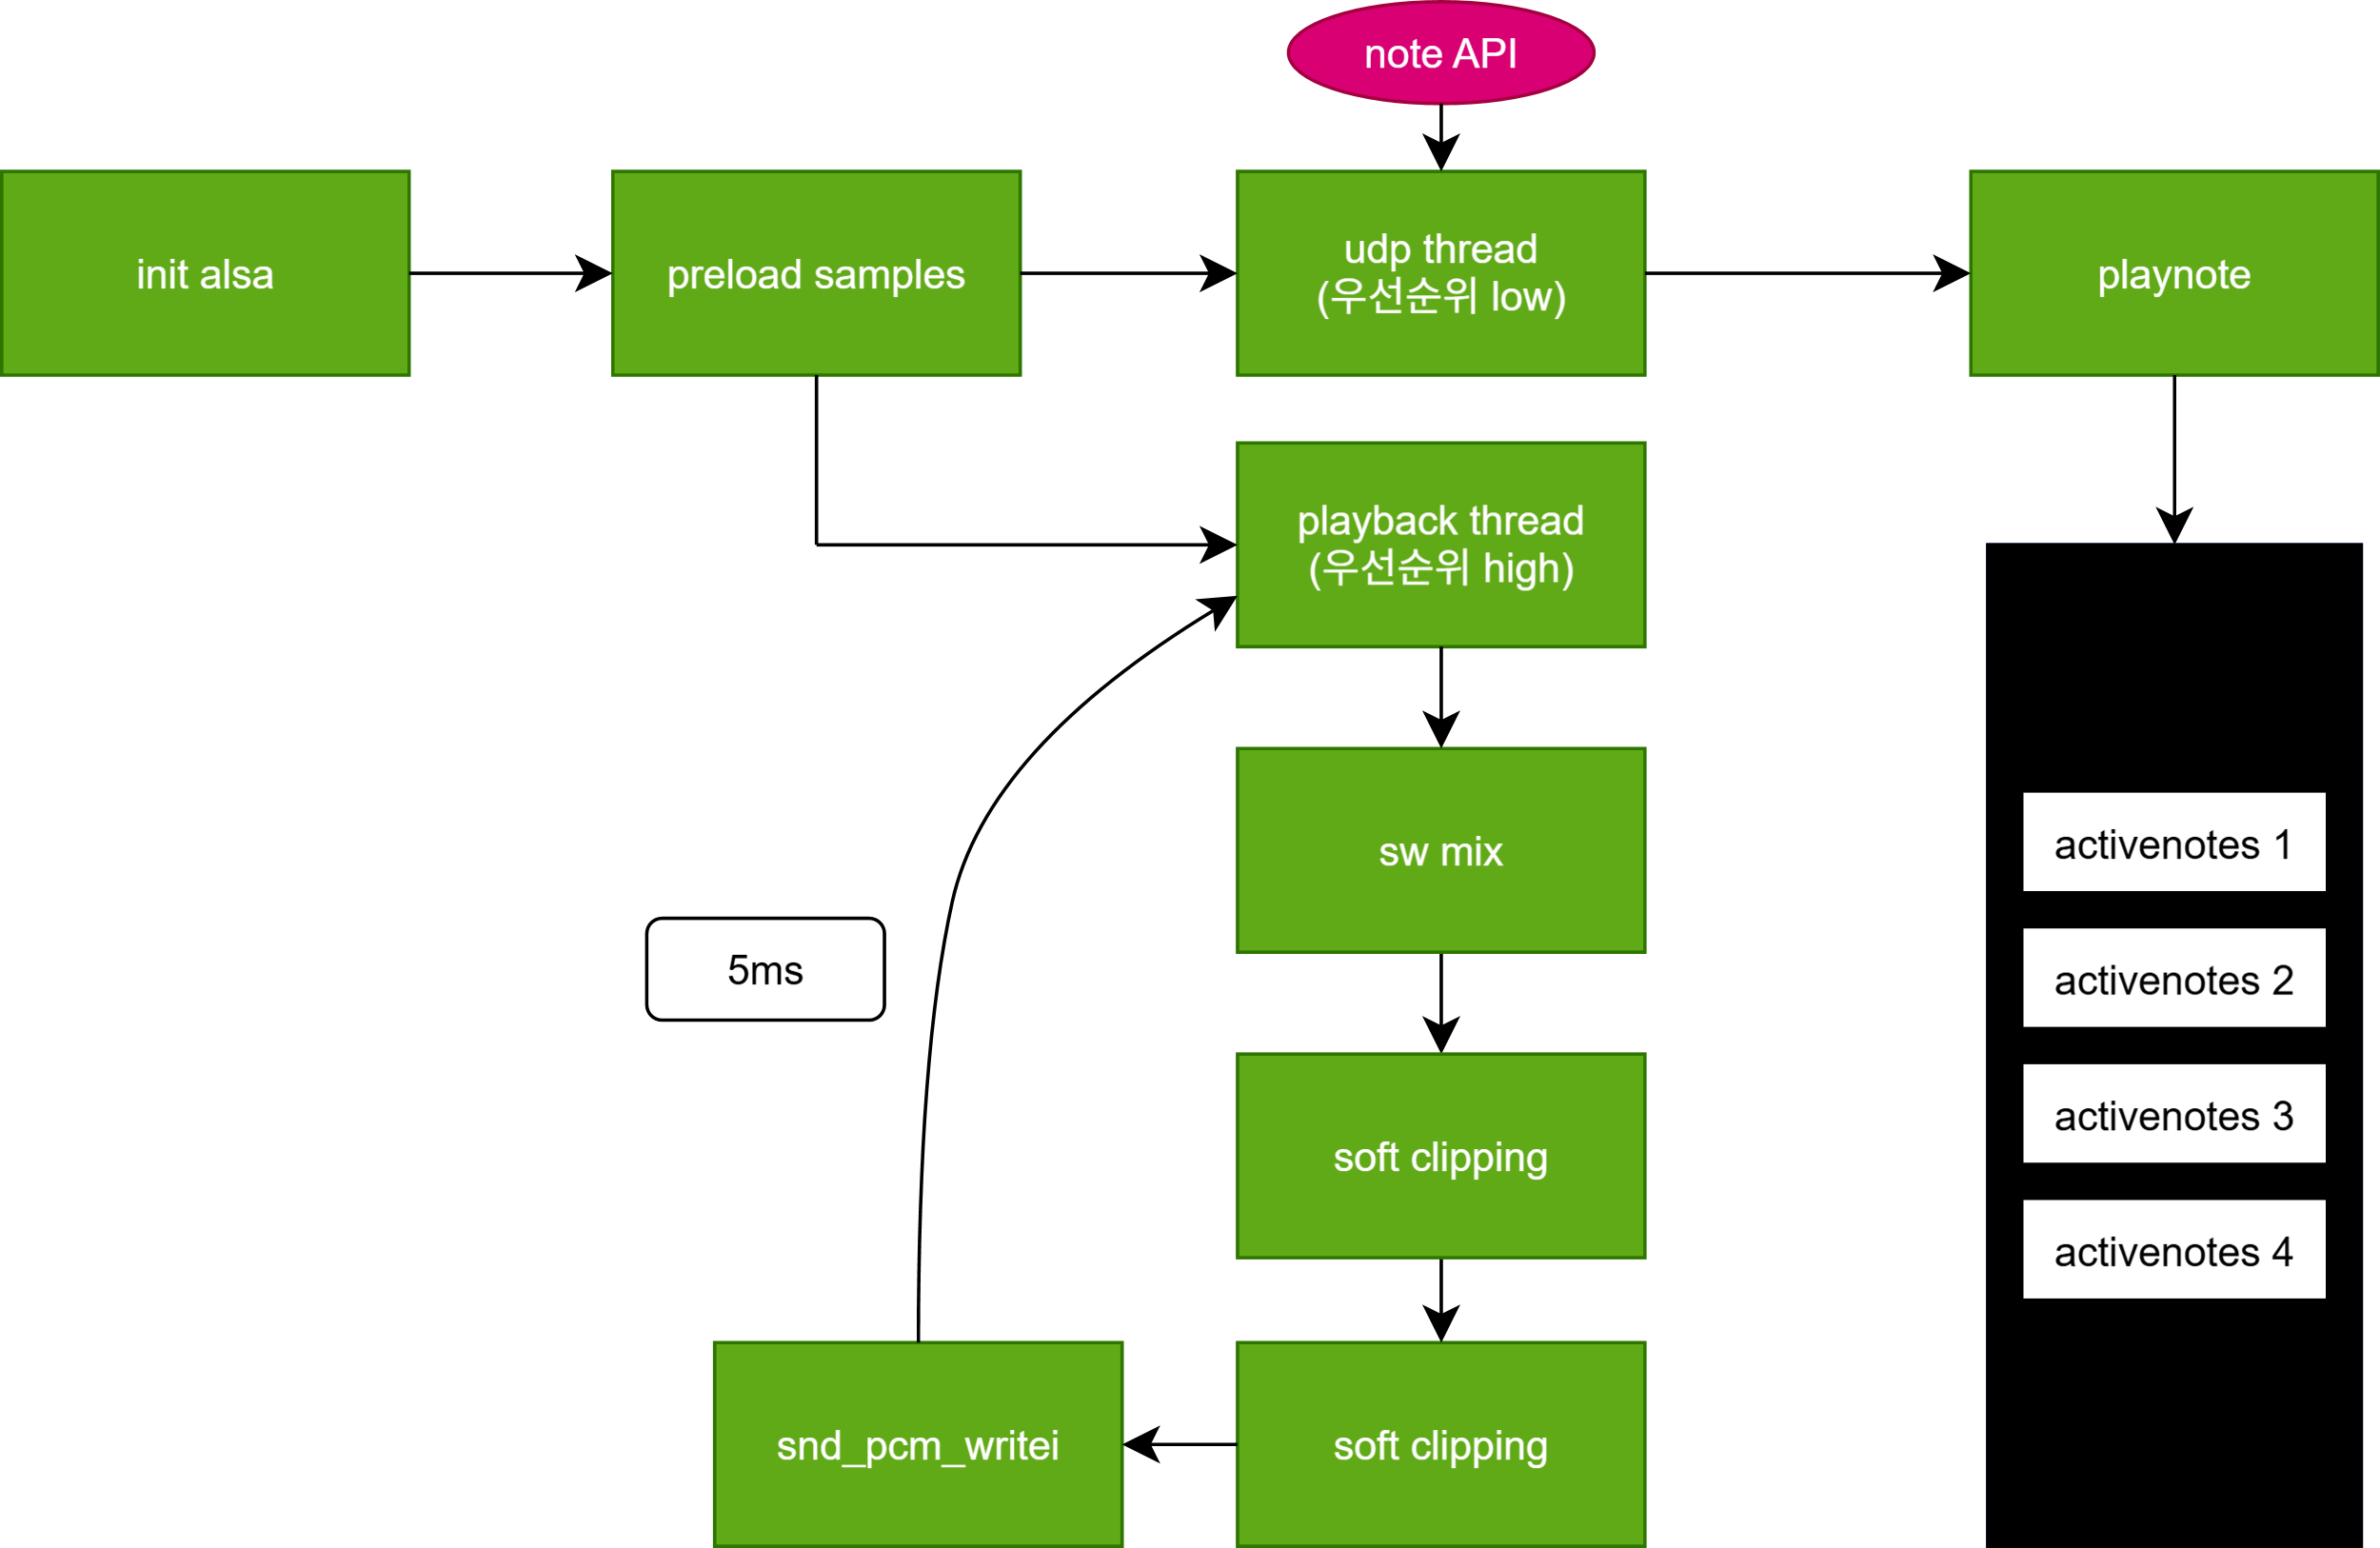 note API
init alsa
preload samples
udp thread
(우선순위 low)
playnote
playback thread
(우선순위 high)
sw mix
activenotes 1
5ms
activenotes 2
soft clipping
activenotes 3
activenotes 4
snd_pcm_writei
soft clipping